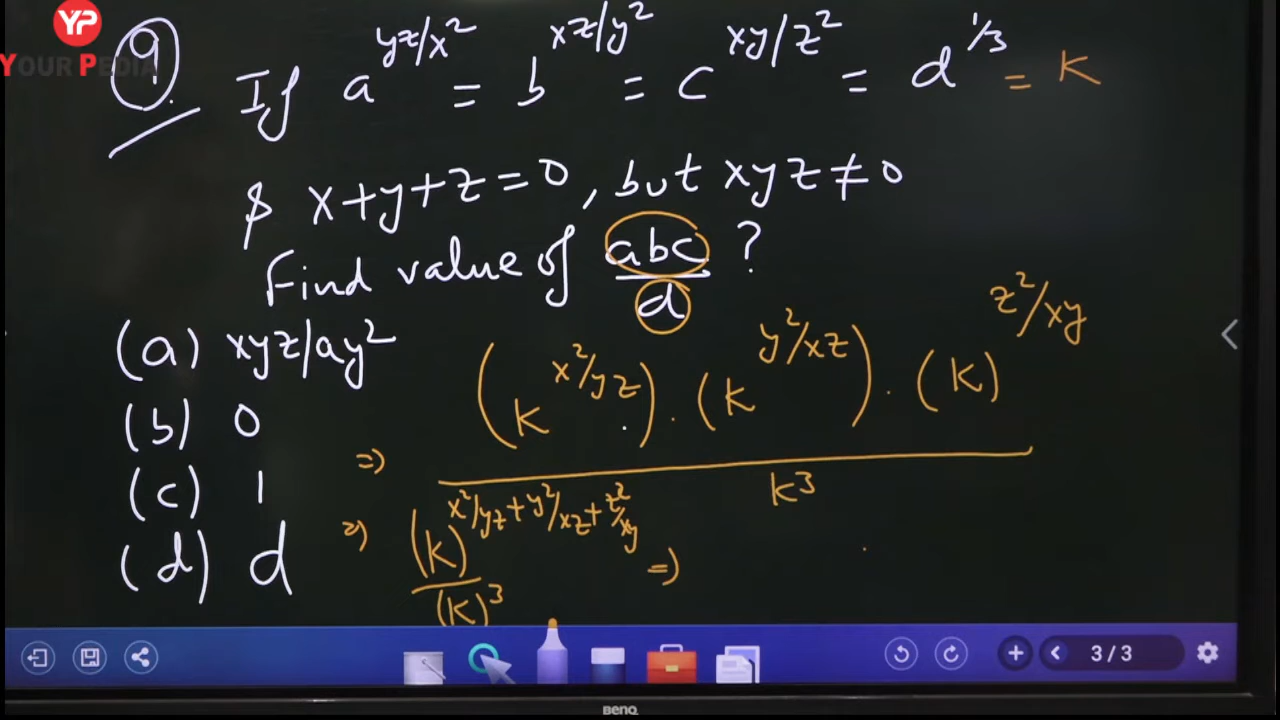 YP
YOUR PEDIA
9. If a^{yz/x²} = b^{xz/y²} = c^{xy/z²} = d^{1/3} = K
& x+y+z=0, but xyz≠0
Find value of abc/d ?
(a) xyz/ay²
(b) 0
(c) 1
(d) d
=> (k^{x²/yz}).(k^{y²/xz}).(k)^{z²/xy} / k³
=> (k)^{x²/yz+y²/xz+z²/xy} / (k)³ =>
3/3
BenQ